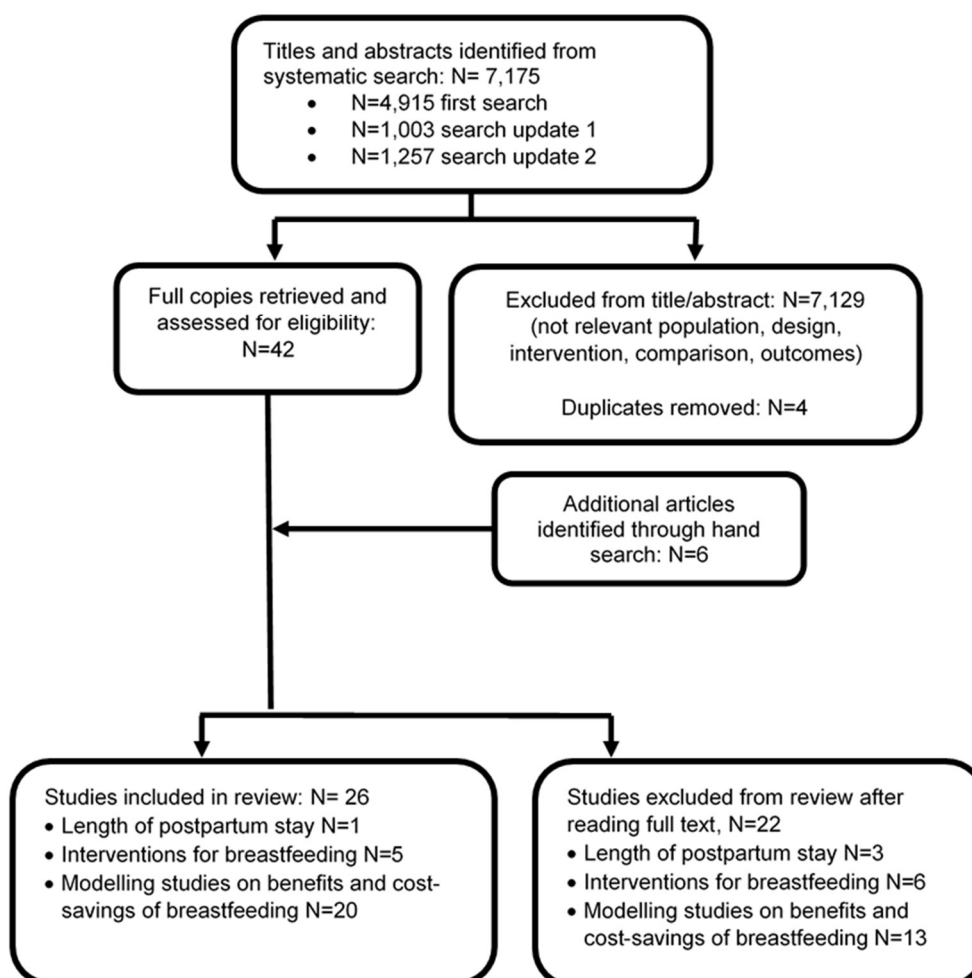 Titles and abstracts identified from
systematic search: N= 7,175
• N=4,915 first search
• N=1,003 search update 1
• N=1,257 search update 2
Full copies retrieved and
assessed for eligibility:
N=42
Excluded from title/abstract: N=7,129
(not relevant population, design,
intervention, comparison, outcomes)
Duplicates removed: N=4
Additional articles
identified through hand
search: N=6
Studies included in review: N= 26
• Length of postpartum stay N=1
• Interventions for breastfeeding N=5
• Modelling studies on benefits and cost-
savings of breastfeeding N=20
Studies excluded from review after
reading full text, N=22
• Length of postpartum stay N=3
• Interventions for breastfeeding N=6
• Modelling studies on benefits and
cost-savings of breastfeeding N=13